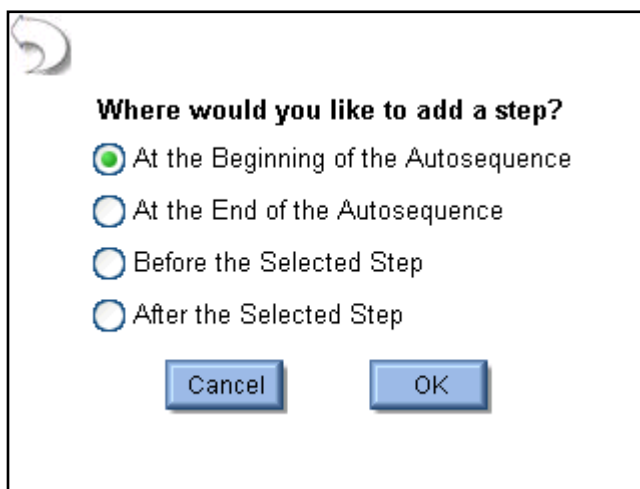 Where would you like to add a step?
At the Beginning of the Autosequence
At the End of the Autosequence
Before the Selected Step
After the Selected Step
Cancel OK